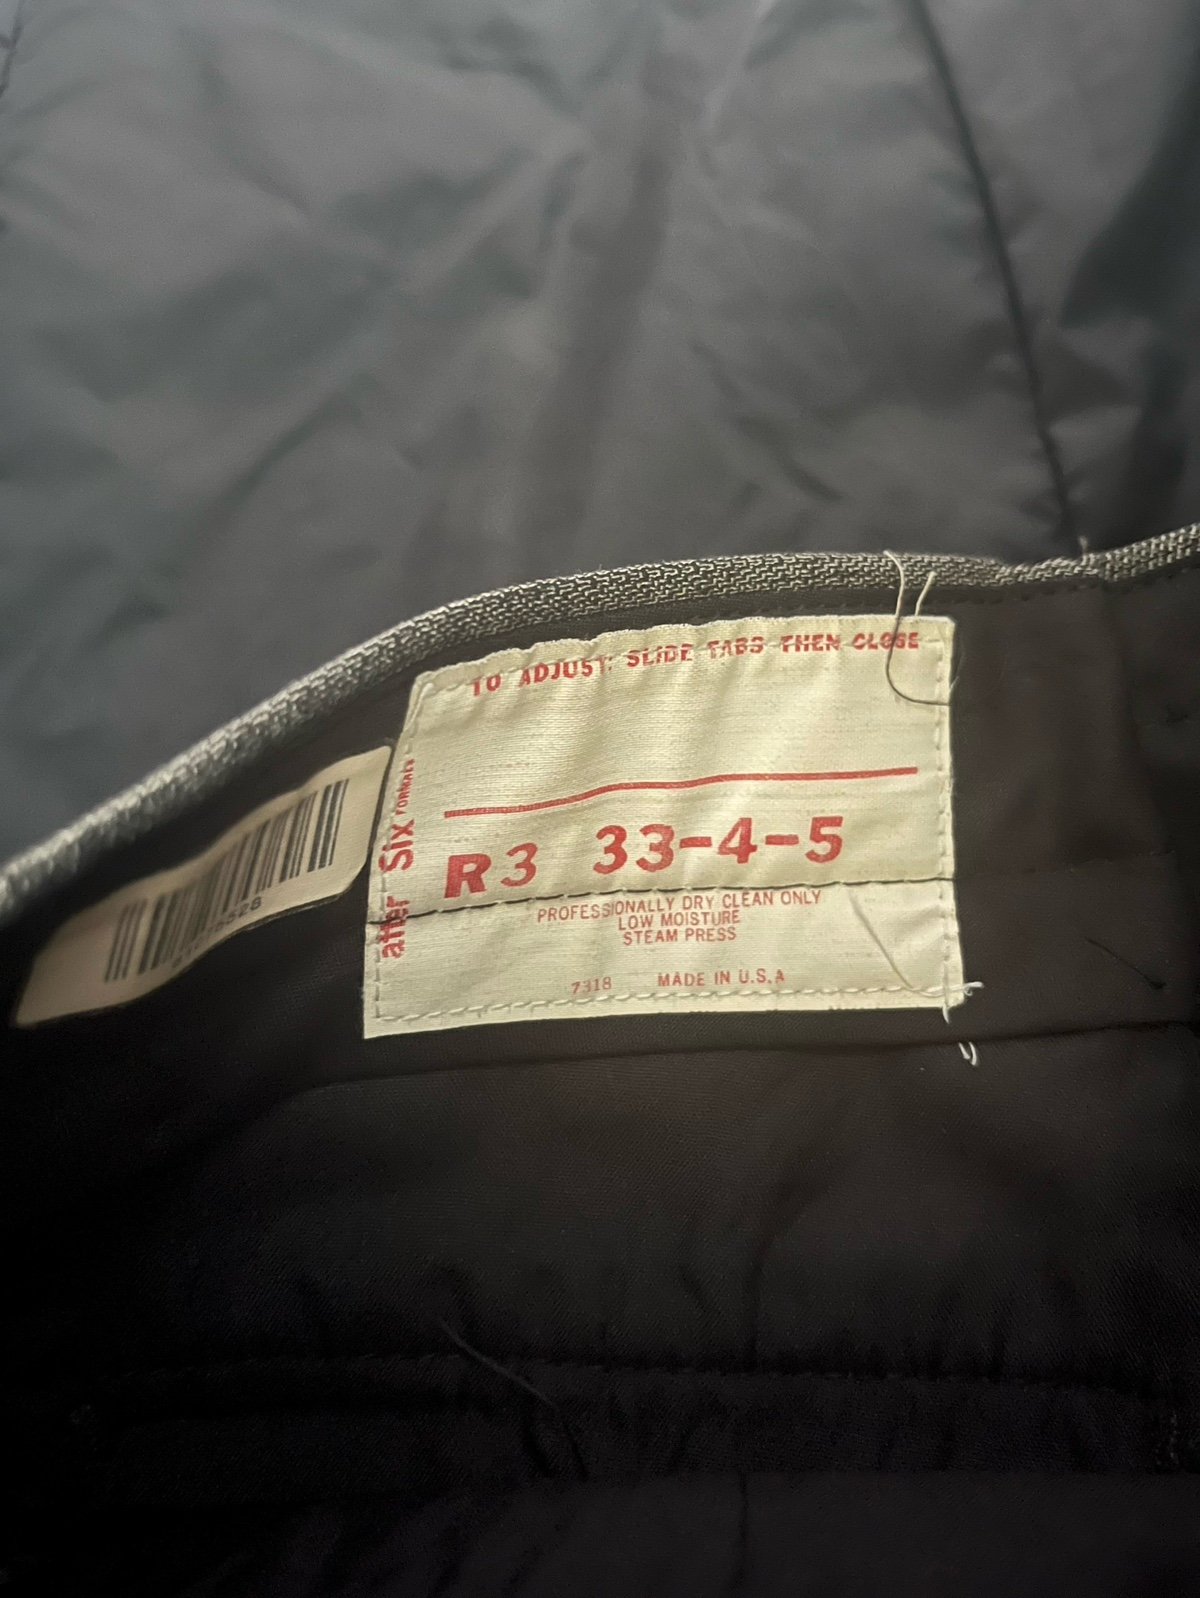 TO ADJUST: SLIDE TABS THEN CLOSE
after Six FORMALS
R3 33-4-5
PROFESSIONALLY DRY CLEAN ONLY
LOW MOISTURE
STEAM PRESS
7318 MADE IN U.S.A